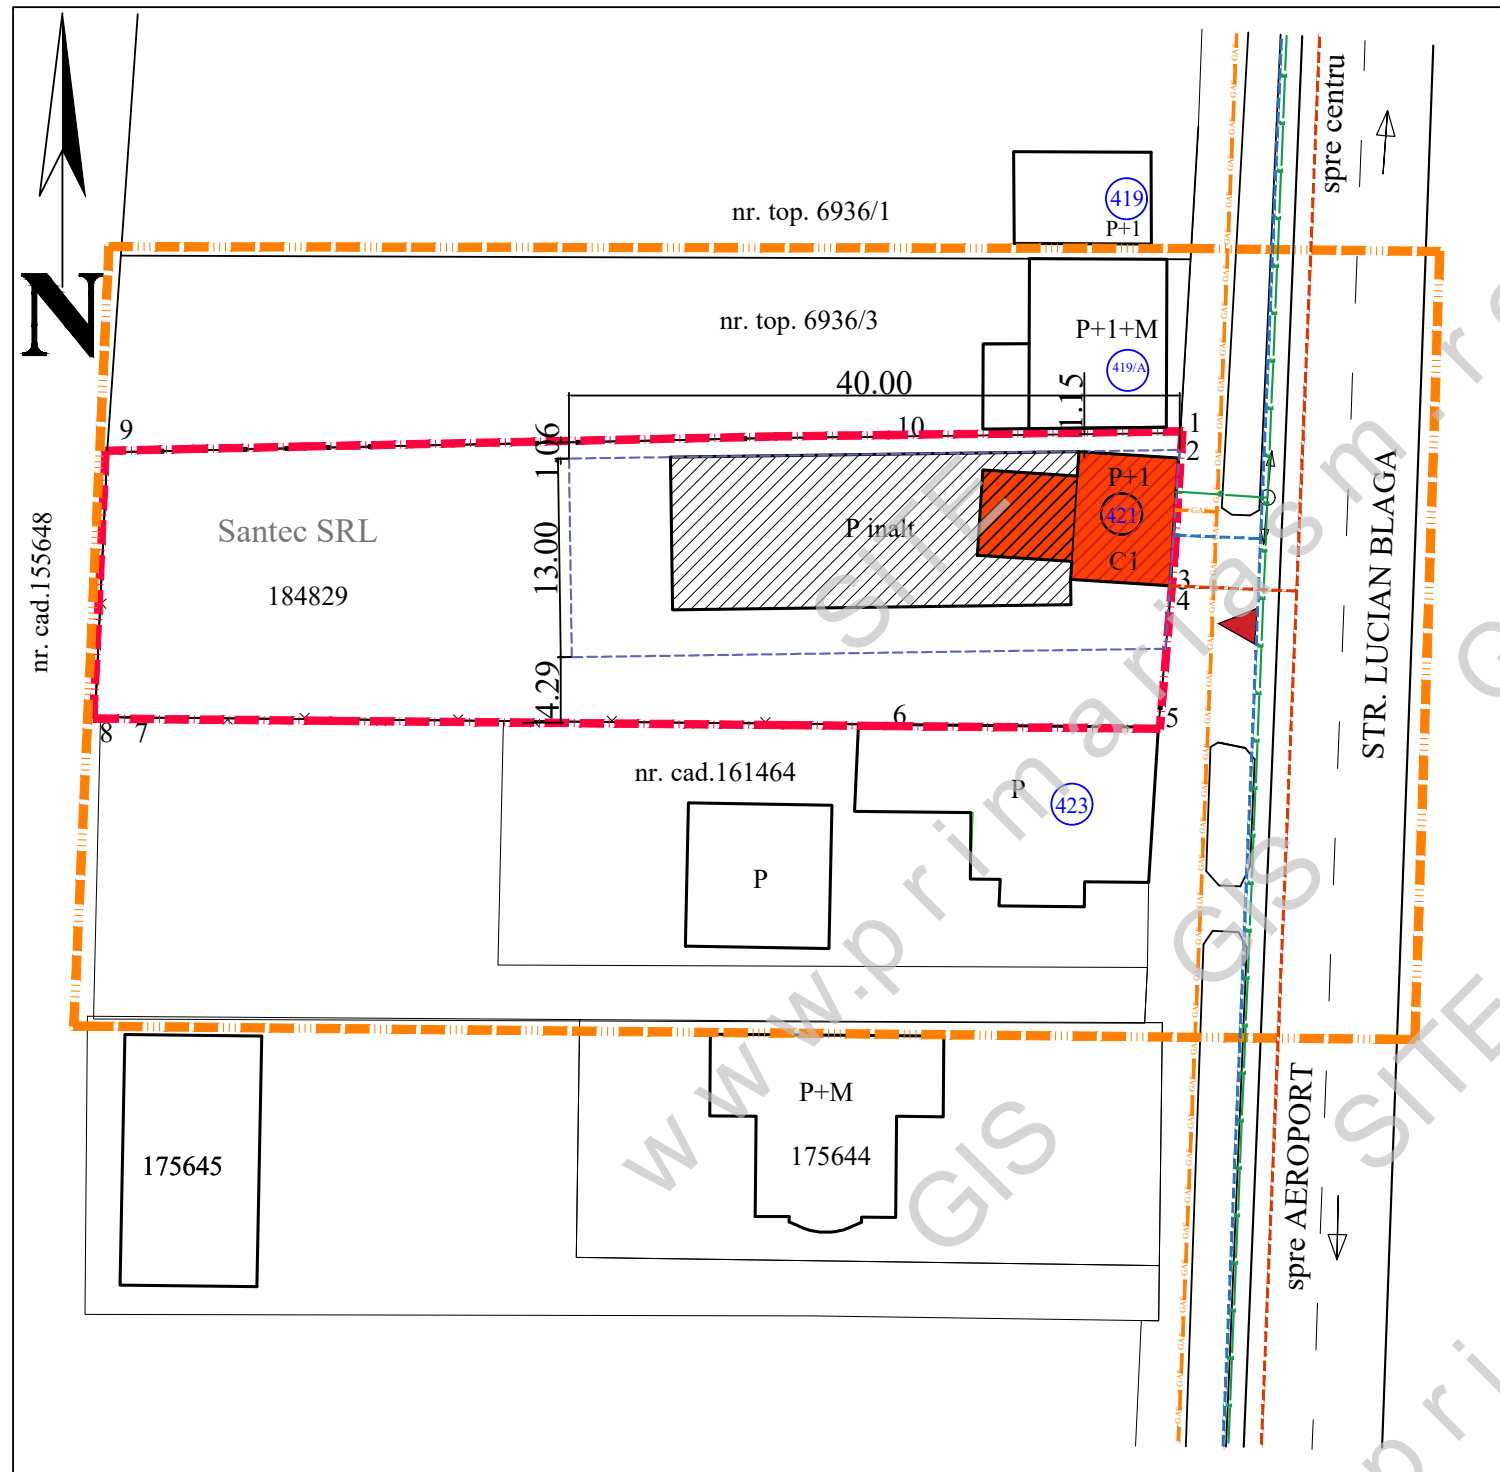 spre centru
419
nr. top. 6936/1
P+1
N
nr. top. 6936/3
P+1+M
419/A
40.00
1.15
9
10
1
1.06
2
P+1
Santec SRL
P inalt
421
C1
184829
13.00
3
4
nr. cad.155648
STR. LUCIAN BLAGA
4.29
6
5
8
7
nr. cad.161464
P
423
P
P+M
175645
175644
spre AEROPORT
GAS
SITE
GIS
www.primariasm.ro
GIS
SITE